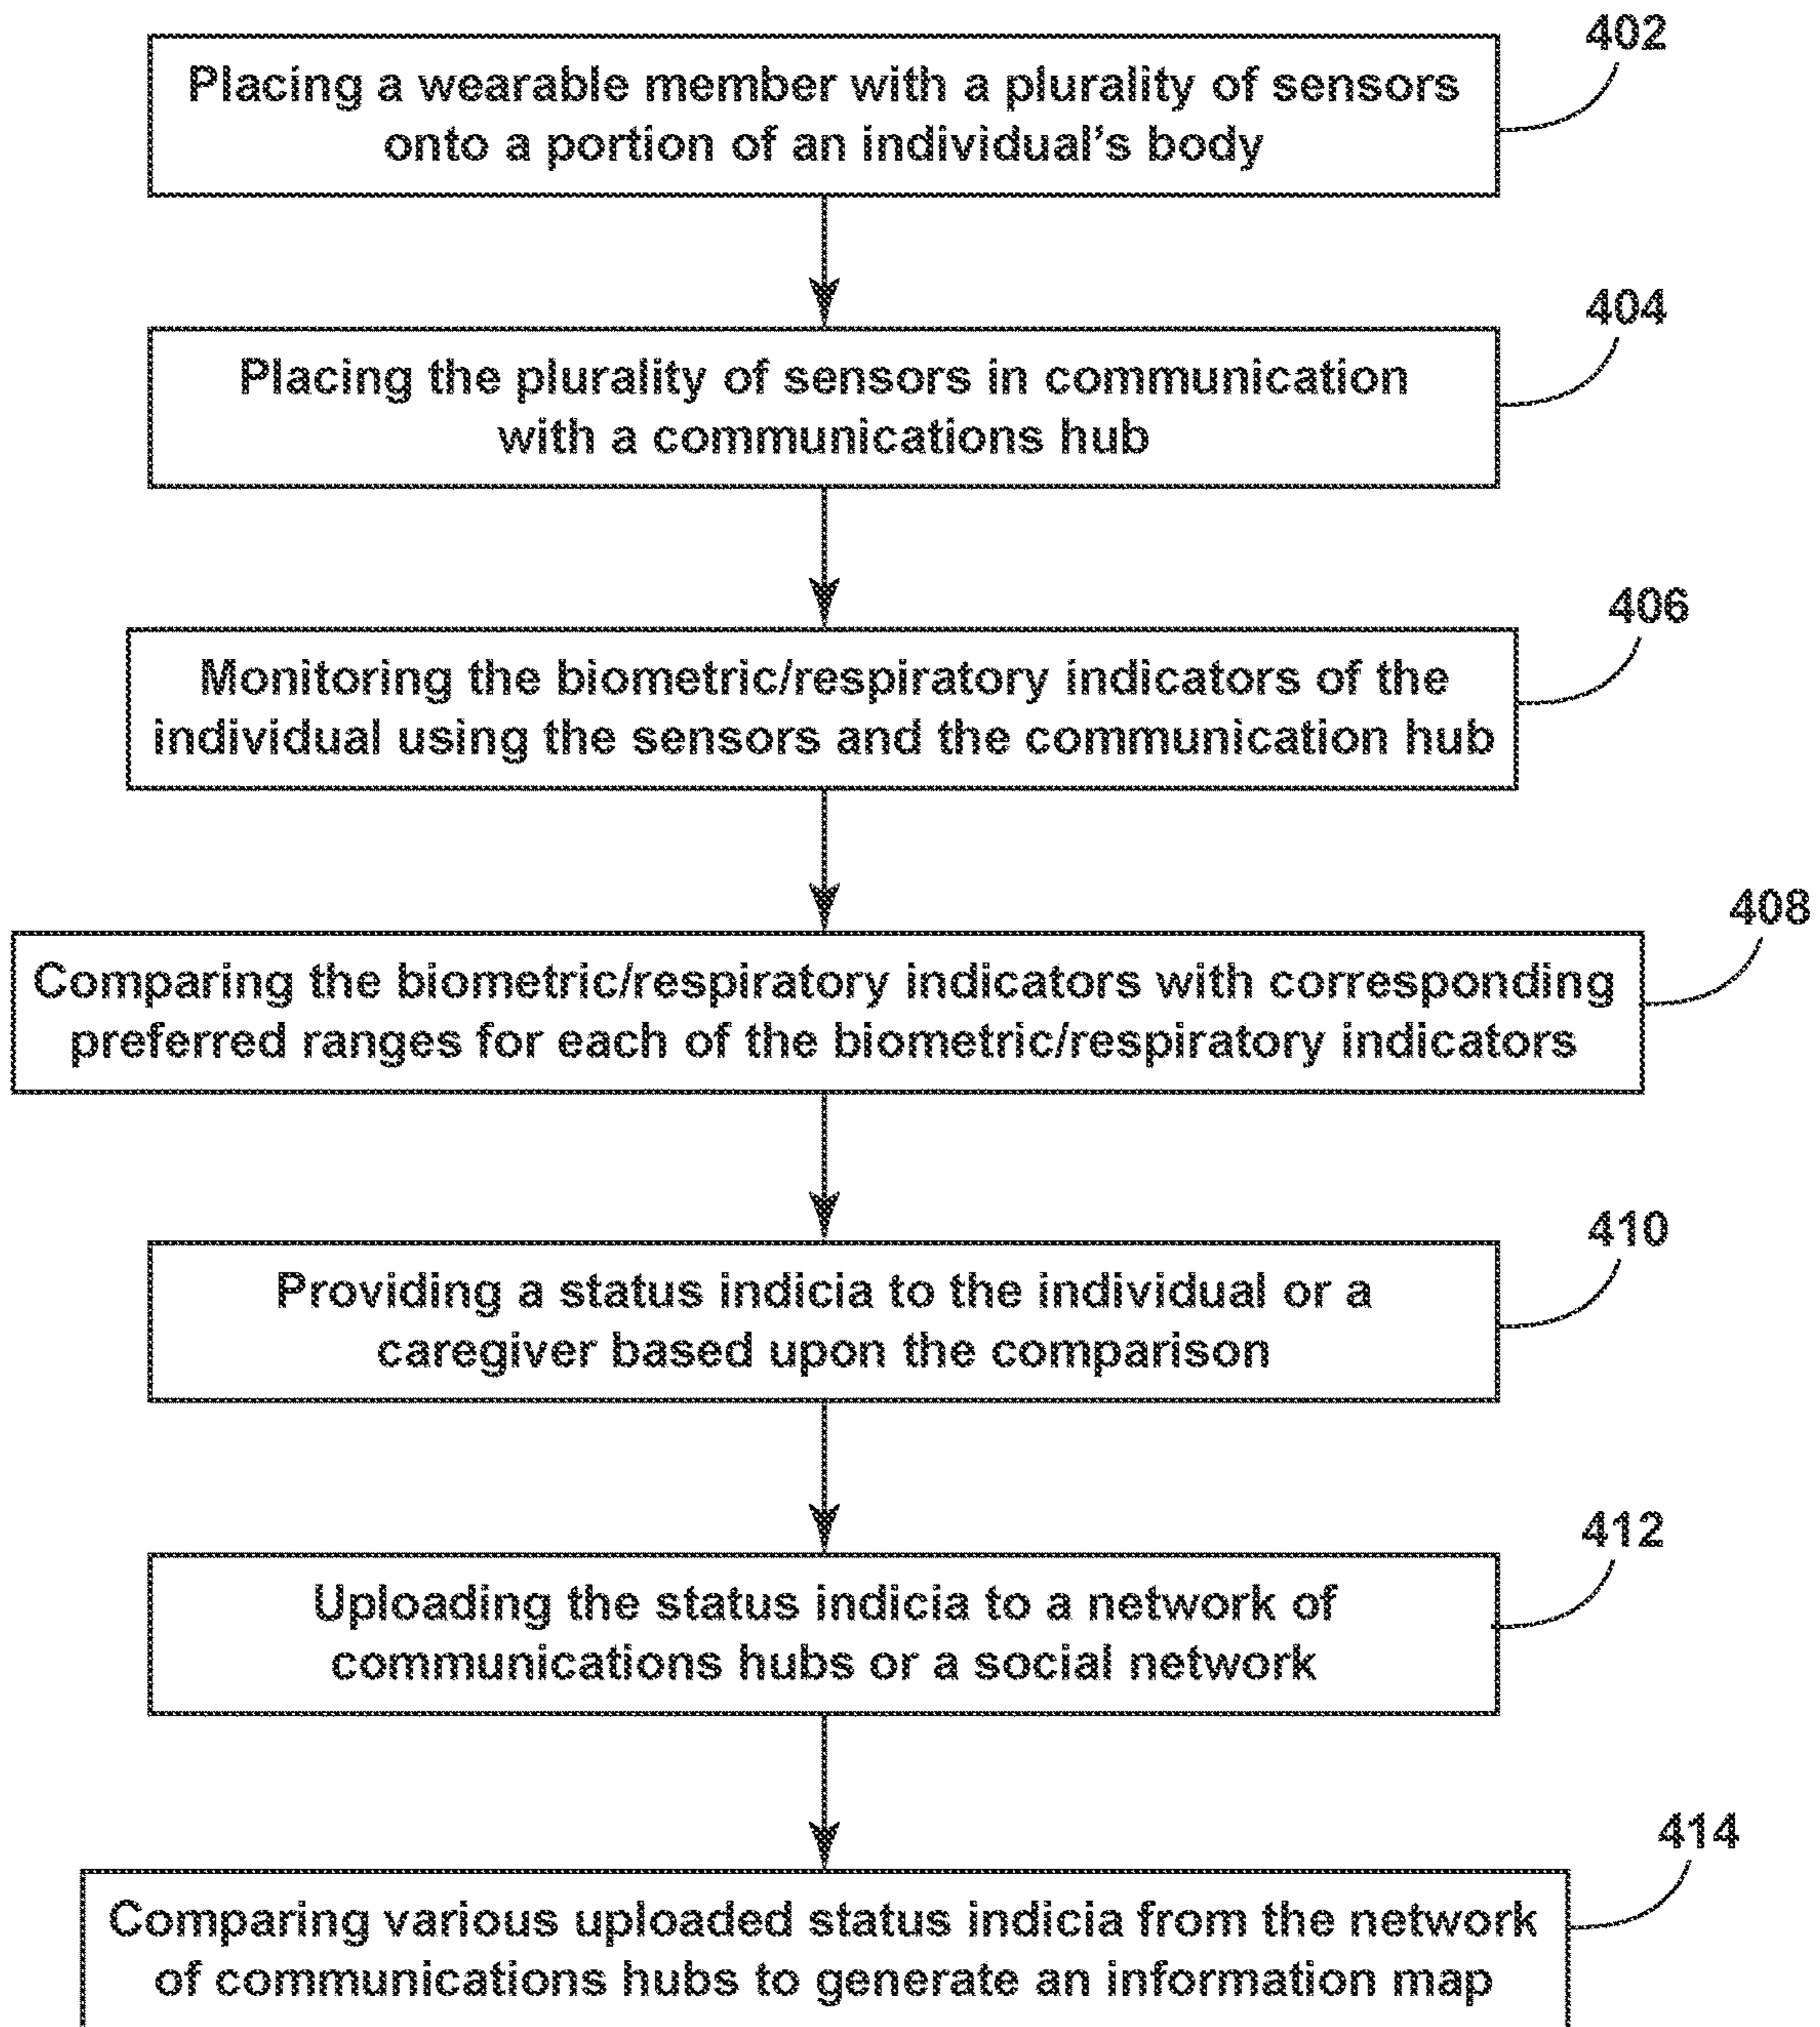 402
Placing a wearable member with a plurality of sensors
onto a portion of an individual's body
404
Placing the plurality of sensors in communication
with a communications hub
406
Monitoring the biometric/respiratory indicators of the
individual using the sensors and the communication hub
408
Comparing the biometric/respiratory indicators with corresponding
preferred ranges for each of the biometric/respiratory indicators
410
Providing a status indicia to the individual or a
caregiver based upon the comparison
412
Uploading the status indicia to a network of
communications hubs or a social network
414
Comparing various uploaded status indicia from the network
of communications hubs to generate an information map